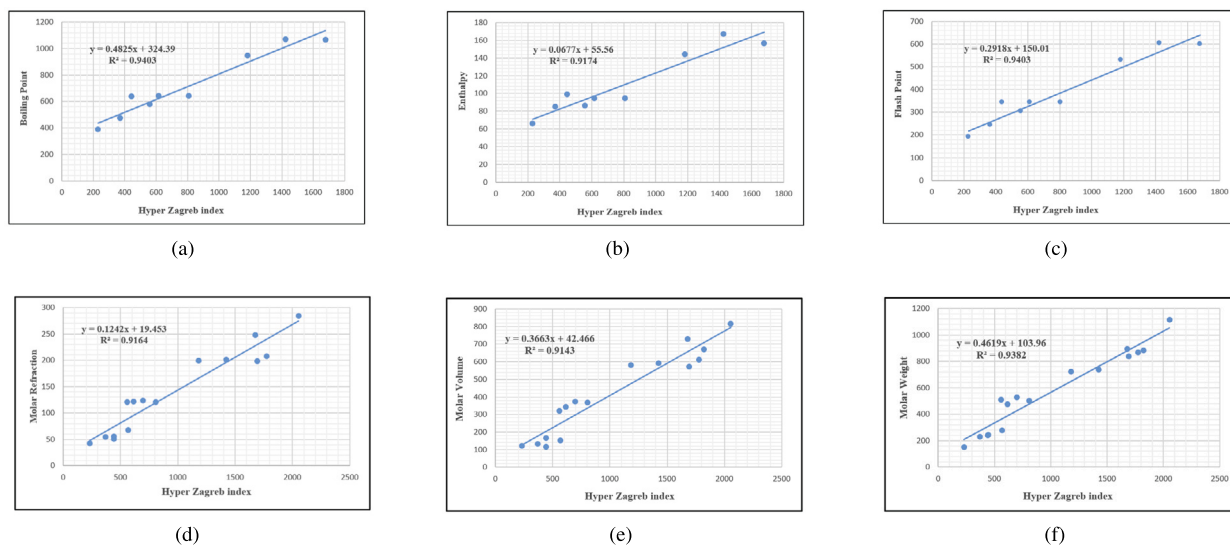 y = 0.4825x + 324.39
R² = 0.9403
Boiling Point
1200
1000
800
600
400
200
0
0 200 400 600 800 1000 1200 1400 1600 1800
Hyper Zagreb index
(a)
y = 0.0677x + 55.56
R² = 0.9174
Enthalpy
180
160
140
120
100
80
60
40
20
0
0 200 400 600 800 1000 1200 1400 1600 1800
Hyper Zagreb index
(b)
y = 0.2918x + 150.01
R² = 0.9403
Flash Point
700
600
500
400
300
200
100
0
0 200 400 600 800 1000 1200 1400 1600 1800
Hyper Zagreb index
(c)
y = 0.1242x + 19.453
R² = 0.9164
Molar Refraction
300
250
200
150
100
50
0
0 500 1000 1500 2000 2500
Hyper Zagreb index
(d)
y = 0.3663x + 42.466
R² = 0.9143
Molar Volume
900
800
700
600
500
400
300
200
100
0
0 500 1000 1500 2000 2500
Hyper Zagreb index
(e)
y = 0.4619x + 103.96
R² = 0.9382
Molar Weight
1200
1000
800
600
400
200
0
0 500 1000 1500 2000 2500
Hyper Zagreb index
(f)